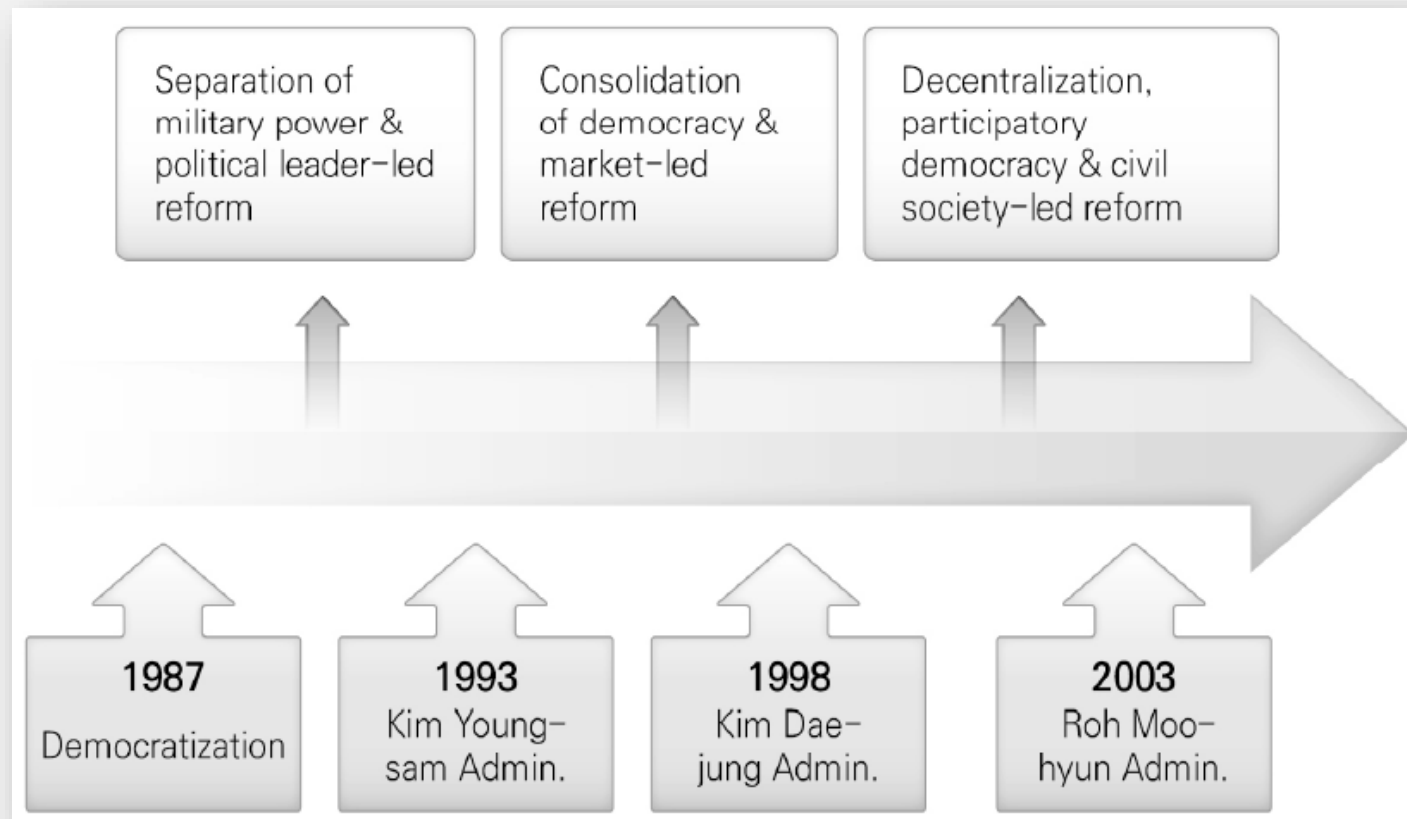 Separation of
military power &
political leader-led
reform
Consolidation
of democracy &
market-led
reform
Decentralization,
participatory
democracy & civil
society-led reform
1987
Democratization
1993
Kim Young-
sam Admin.
1998
Kim Dae-
jung Admin.
2003
Roh Moo-
hyun Admin.